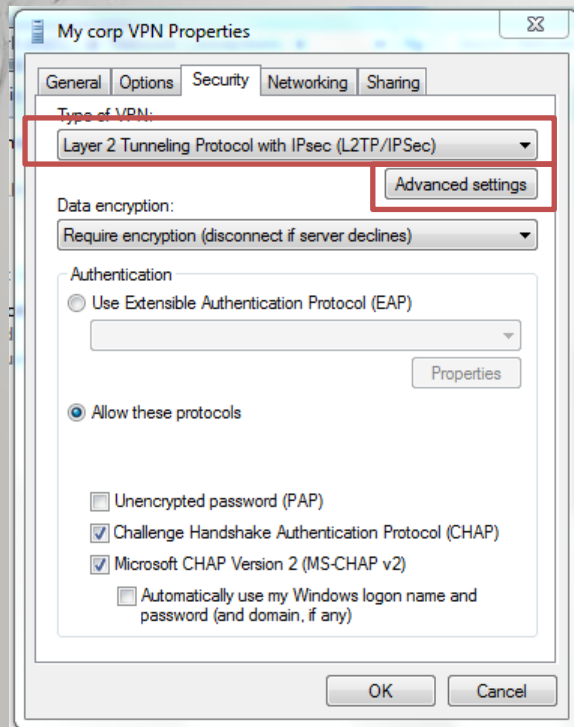 My corp VPN Properties
General Options Security Networking Sharing
Type of VPN:
Layer 2 Tunneling Protocol with IPsec (L2TP/IPSec)
Advanced settings
Data encryption:
Require encryption (disconnect if server declines)
Authentication
Use Extensible Authentication Protocol (EAP)
Properties
Allow these protocols
Unencrypted password (PAP)
Challenge Handshake Authentication Protocol (CHAP)
Microsoft CHAP Version 2 (MS-CHAP v2)
Automatically use my Windows logon name and
password (and domain, if any)
OK Cancel